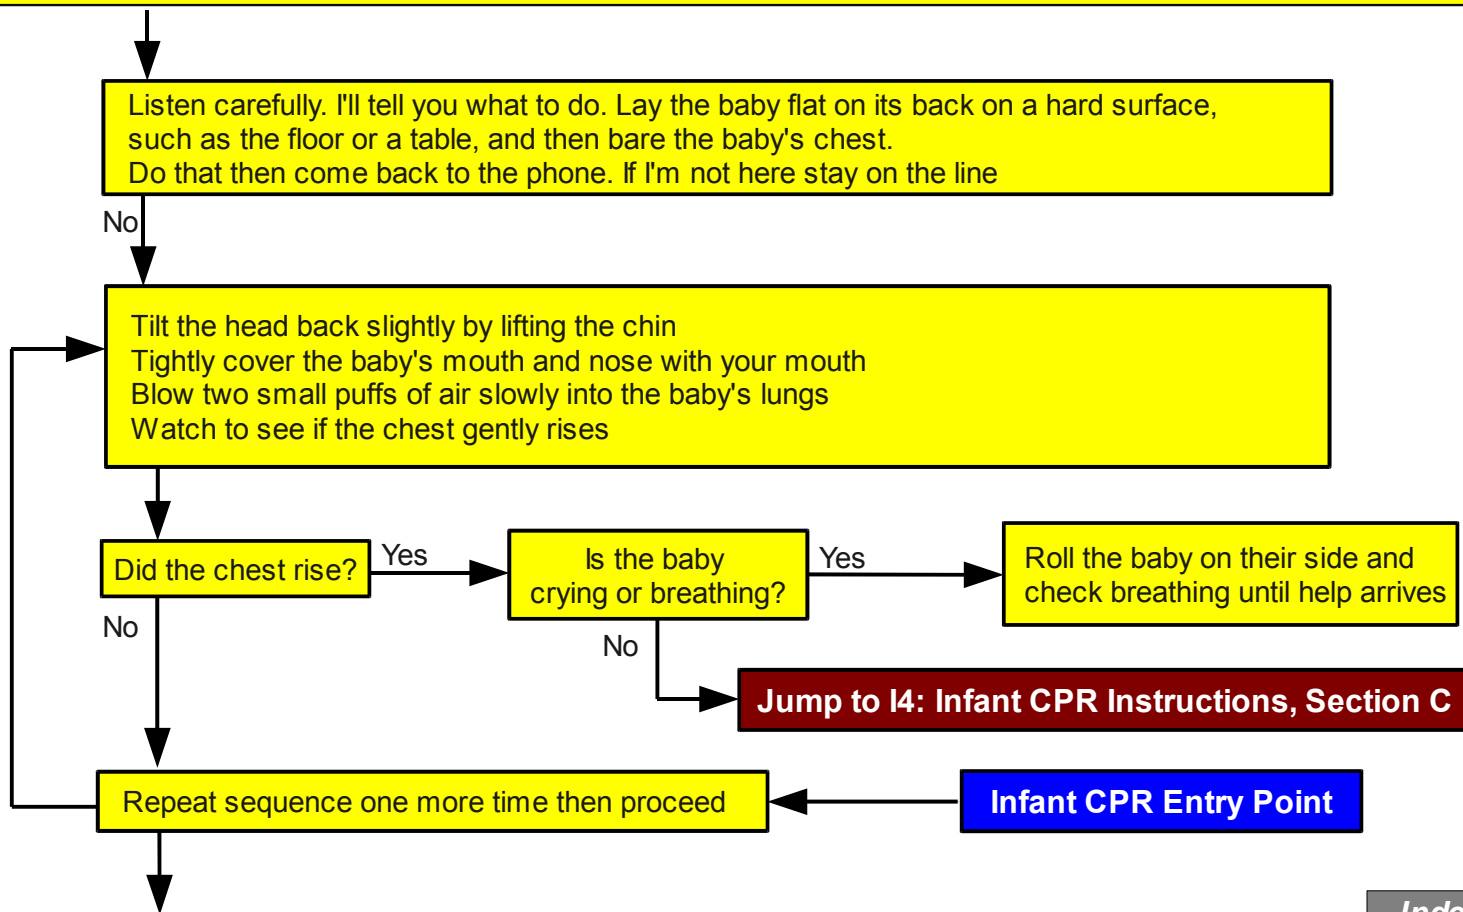 Listen carefully. I'll tell you what to do. Lay the baby flat on its back on a hard surface,
such as the floor or a table, and then bare the baby's chest.
Do that then come back to the phone. If I'm not here stay on the line
No
Tilt the head back slightly by lifting the chin
Tightly cover the baby's mouth and nose with your mouth
Blow two small puffs of air slowly into the baby's lungs
Watch to see if the chest gently rises
Did the chest rise?
Yes
Is the baby
crying or breathing?
Yes
Roll the baby on their side and
check breathing until help arrives
No
No
Jump to I4: Infant CPR Instructions, Section C
Repeat sequence one more time then proceed
Infant CPR Entry Point